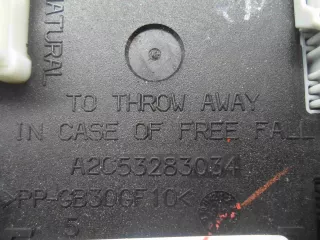 NATURAL
TO THROW AWAY
IN CASE OF FREE FALL
A2C53283034
>PP-GB30GF10<
5